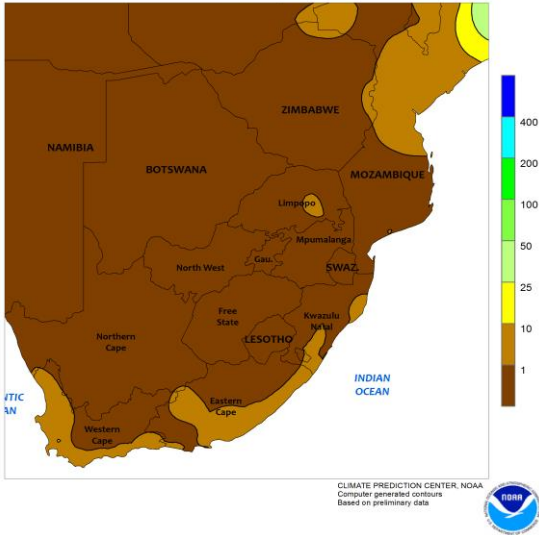 ZIMBABWE
NAMIBIA
BOTSWANA
MOZAMBIQUE
Limpopo
Mpumalanga
Gau.
SWAZ.
North West
Free
State
Kwazulu
Natal
LESOTHO
Northern
Cape
Eastern
Cape
Western
Cape
NTIC
AN
INDIAN
OCEAN
400
200
100
50
25
10
1
CLIMATE PREDICTION CENTER, NOAA
Computer generated contours
Based on preliminary data
NOAA